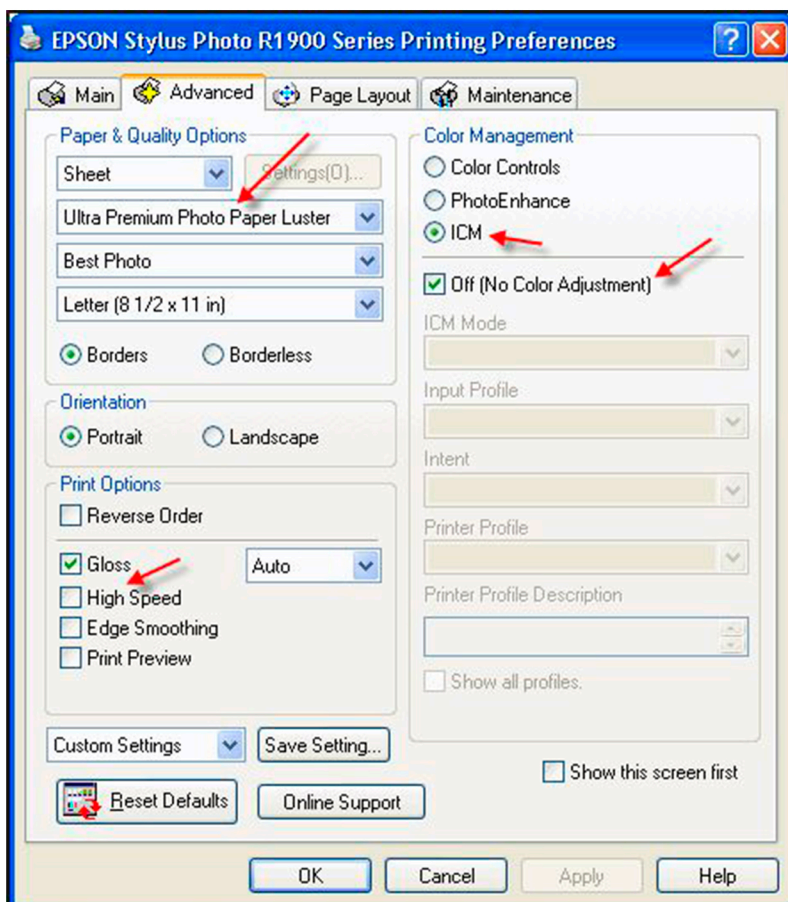 EPSON Stylus Photo R1900 Series Printing Preferences
Main
Advanced
Page Layout
Maintenance
Paper & Quality Options
Sheet
Settings(O)...
Ultra Premium Photo Paper Luster
Best Photo
Letter (8 1/2 x 11 in)
Borders
Borderless
Orientation
Portrait
Landscape
Print Options
Reverse Order
Gloss
Auto
High Speed
Edge Smoothing
Print Preview
Custom Settings
Save Setting...
Reset Defaults
Online Support
Color Management
Color Controls
PhotoEnhance
ICM
Off (No Color Adjustment)
ICM Mode
Input Profile
Intent
Printer Profile
Printer Profile Description
Show all profiles.
Show this screen first
OK
Cancel
Apply
Help